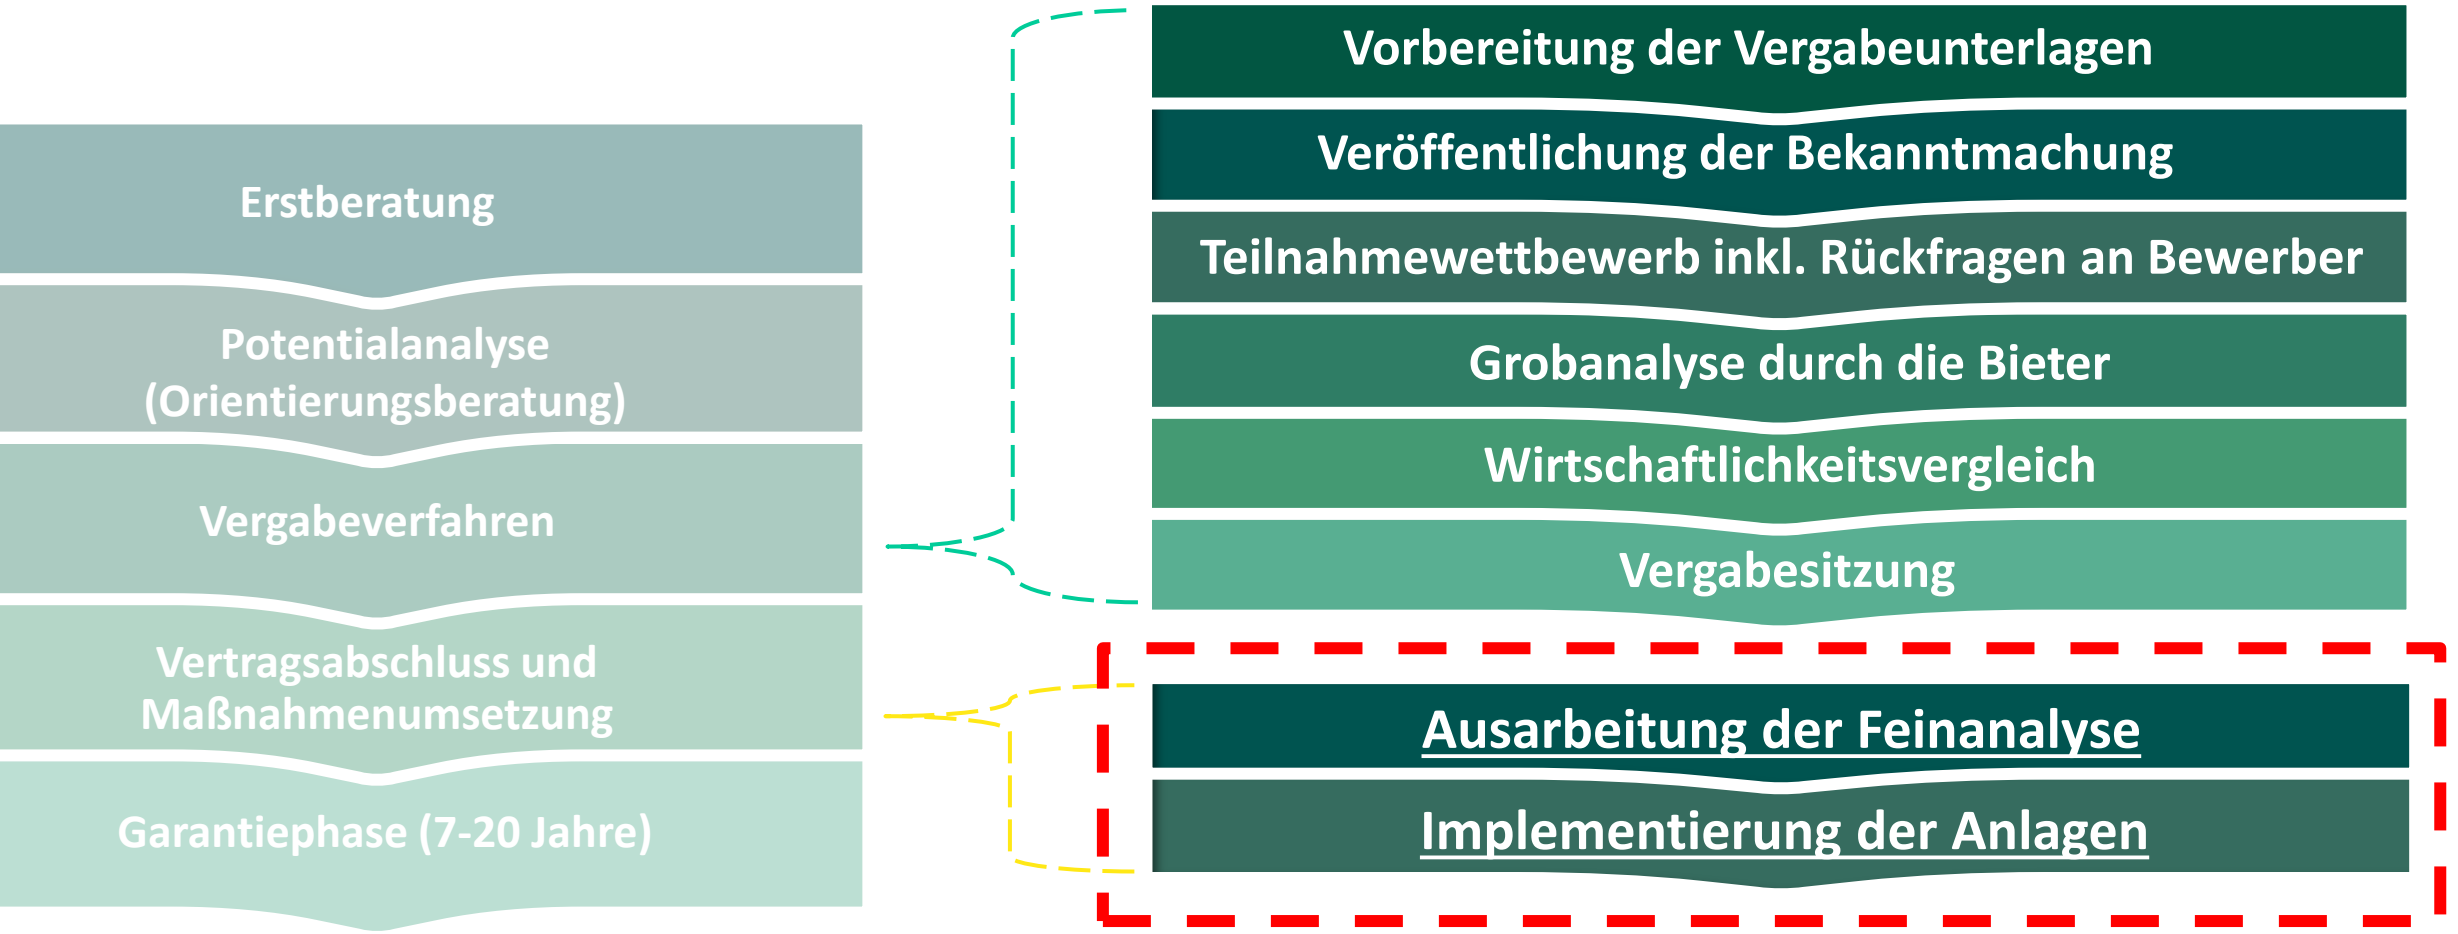 Erstberatung
Potentialanalyse
(Orientierungsberatung)
Vergabeverfahren
Vertragsabschluss und
Maßnahmenumsetzung
Garantiephase (7-20 Jahre)
Vorbereitung der Vergabeunterlagen
Veröffentlichung der Bekanntmachung
Teilnahmewettbewerb inkl. Rückfragen an Bewerber
Grobanalyse durch die Bieter
Wirtschaftlichkeitsvergleich
Vergabesitzung
Ausarbeitung der Feinanalyse
Implementierung der Anlagen